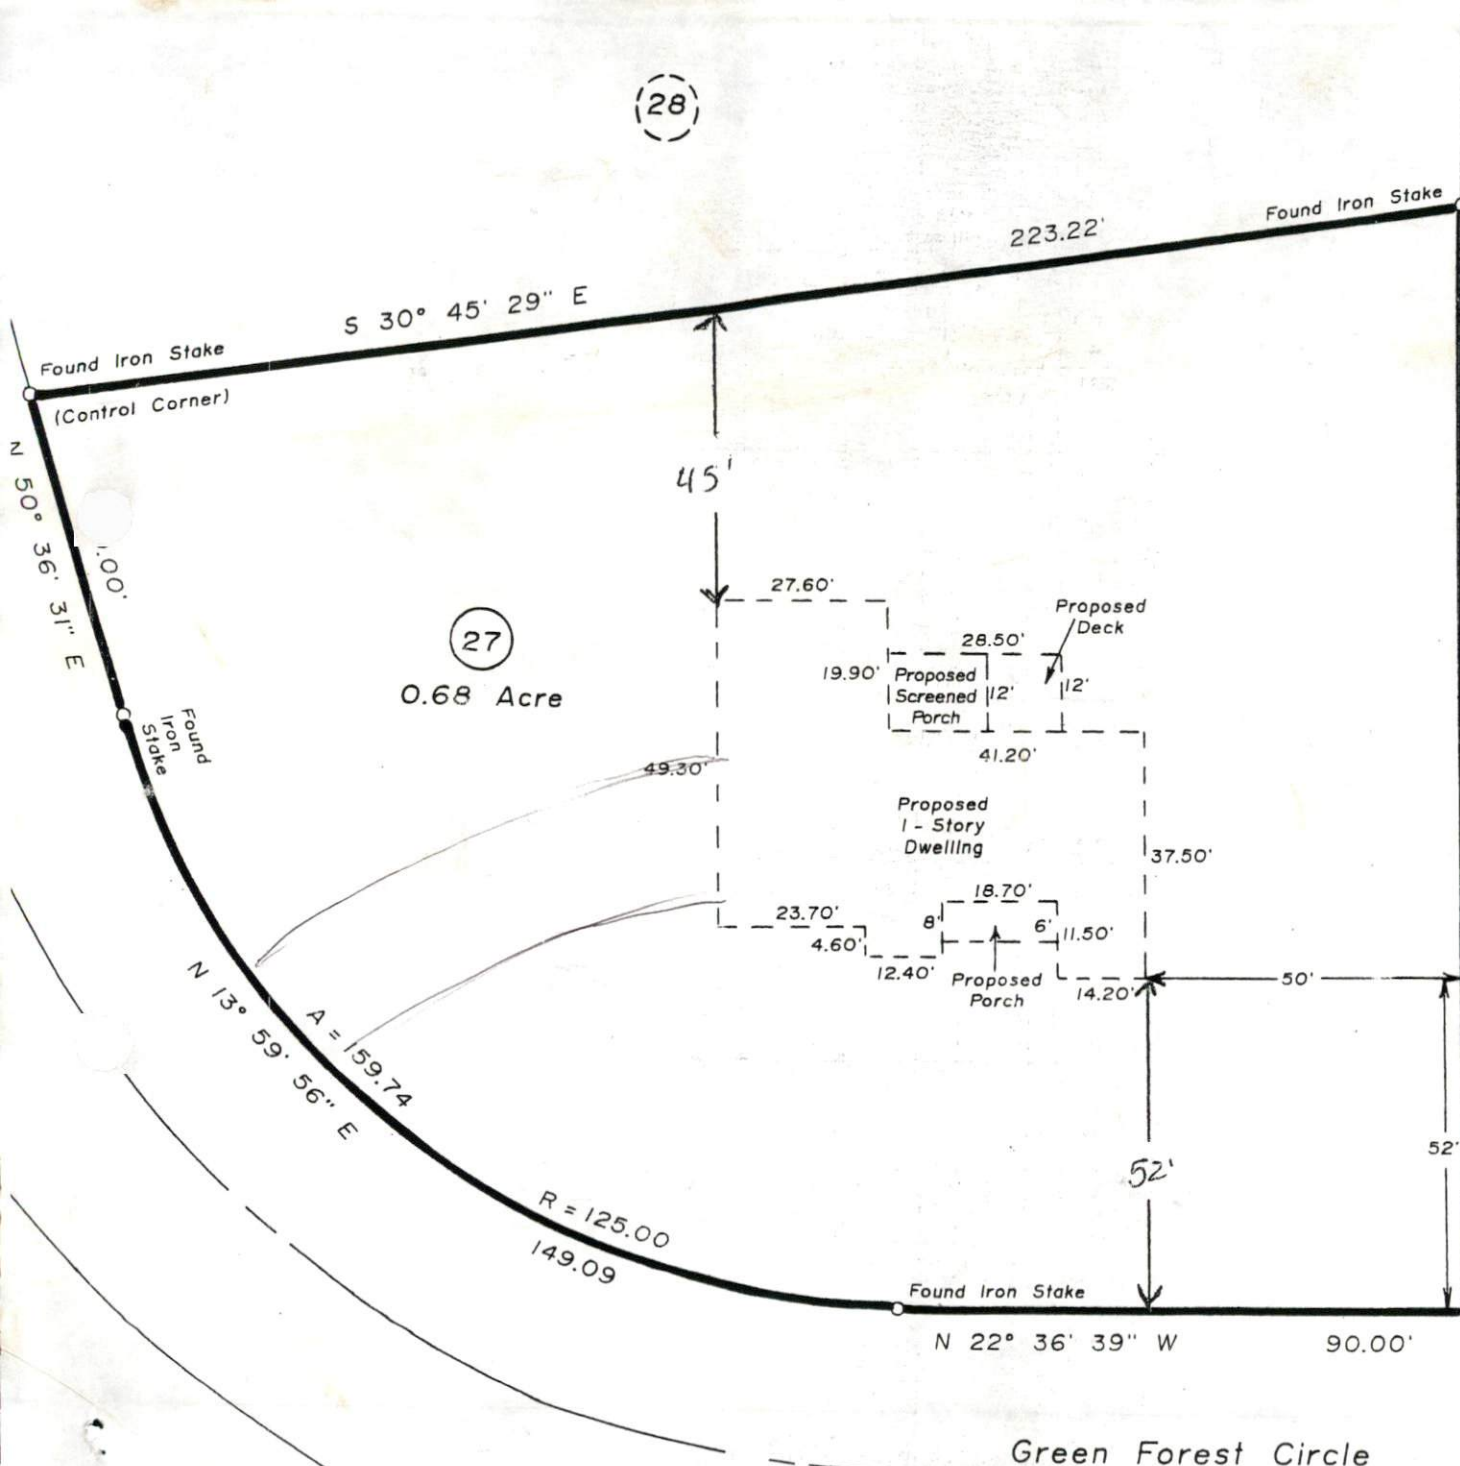 28
223.22'
Found Iron Stake
S 30° 45' 29" E
Found Iron Stake
(Control Corner)
N 50° 36' 31" E
.00'
45'
27
0.68 Acre
Found
Iron
Stake
27.60'
Proposed
Deck
28.50'
19.90'
Proposed
Screened
Porch
12'
12'
41.20'
49.30'
Proposed
1 - Story
Dwelling
37.50'
18.70'
23.70'
8'
6'
11.50'
4.60'
12.40'
Proposed
Porch
14.20'
50'
N 13° 59' 56" E
A = 159.74
52'
52'
R = 125.00
149.09
Found Iron Stake
N 22° 36' 39" W
90.00'
Green Forest Circle